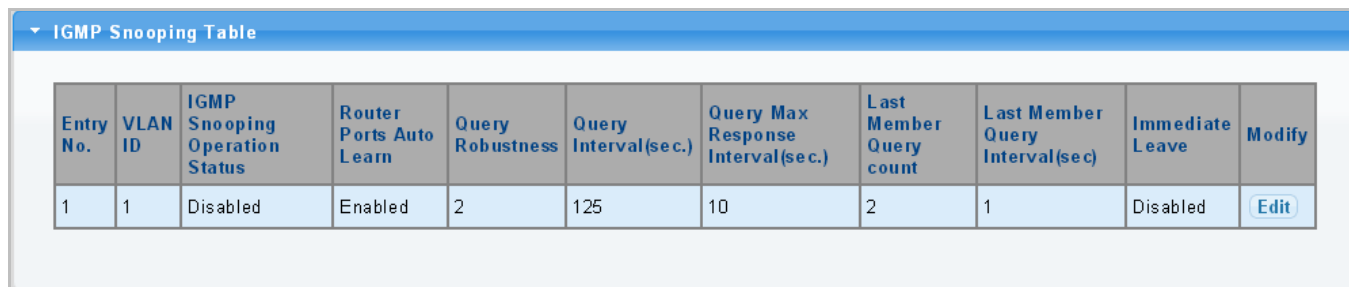 IGMP Snooping Table
Entry No.
VLAN ID
IGMP Snooping Operation Status
Router Ports Auto Learn
Query Robustness
Query Interval(sec.)
Query Max Response Interval(sec.)
Last Member Query count
Last Member Query Interval(sec)
Immediate Leave
Modify
1 1 Disabled Enabled 2 125 10 2 1 Disabled Edit